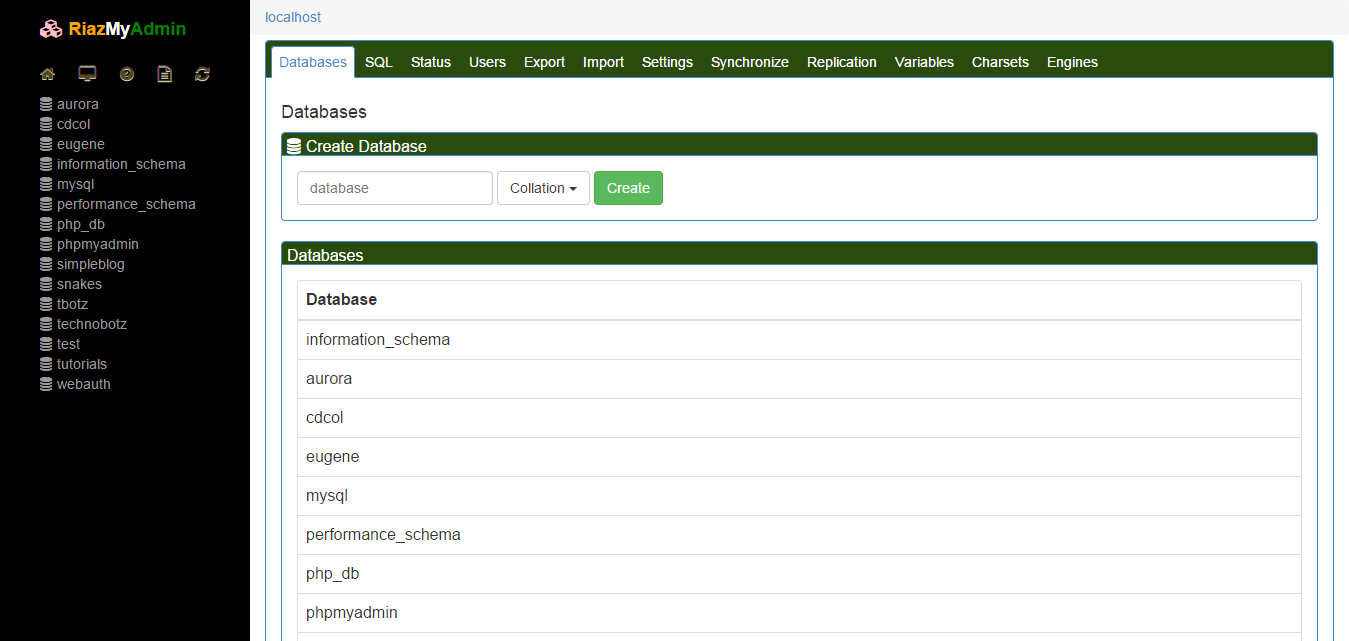 RiazMyAdmin
aurora
cdcol
eugene
information_schema
mysql
performance_schema
php_db
phpmyadmin
simpleblog
snakes
tbotz
technobotz
test
tutorials
webauth
localhost
Databases SQL Status Users Export Import Settings Synchronize Replication Variables Charsets Engines
Databases
Create Database
database Collation Create
Databases
Database
information_schema
aurora
cdcol
eugene
mysql
performance_schema
php_db
phpmyadmin